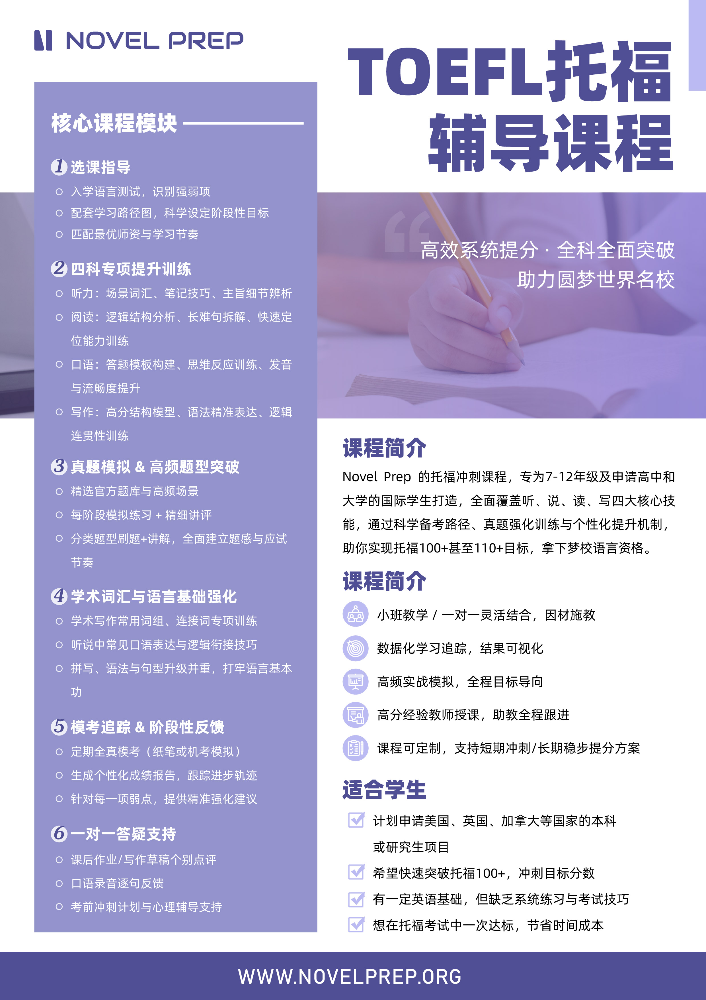 NOVEL PREP
TOEFL托福
辅导课程
核心课程模块
1 选课指导
入学语言测试，识别强弱项
配套学习路径图，科学设定阶段性目标
匹配最优师资与学习节奏
2 四科专项提升训练
听力：场景词汇、笔记技巧、主旨细节辨析
阅读：逻辑结构分析、长难句拆解、快速定
位能力训练
口语：答题模板构建、思维反应训练、发音
与流畅度提升
写作：高分结构模型、语法精准表达、逻辑
连贯性训练
3 真题模拟 & 高频题型突破
精选官方题库与高频场景
每阶段模拟练习 + 精细讲评
分类题型刷题+讲解，全面建立题感与应试
节奏
4 学术词汇与语言基础强化
学术写作常用词组、连接词专项训练
听说中常见口语表达与逻辑衔接技巧
拼写、语法与句型升级并重，打牢语言基本
功
5 模考追踪 & 阶段性反馈
定期全真模考（纸笔或机考模拟）
生成个性化成绩报告，跟踪进步轨迹
针对每一项弱点，提供精准强化建议
6 一对一答疑支持
课后作业/写作草稿个别点评
口语录音逐句反馈
考前冲刺计划与心理辅导支持
“
高效系统提分 · 全科全面突破
助力圆梦世界名校
课程简介
Novel Prep 的托福冲刺课程，专为7-12年级及申请高中和
大学的国际学生打造，全面覆盖听、说、读、写四大核心技
能，通过科学备考路径、真题强化训练与个性化提升机制，
助你实现托福100+甚至110+目标，拿下梦校语言资格。
课程简介
小班教学 / 一对一灵活结合，因材施教
数据化学习追踪，结果可视化
高频实战模拟，全程目标导向
高分经验教师授课，助教全程跟进
课程可定制，支持短期冲刺/长期稳步提分方案
适合学生
计划申请美国、英国、加拿大等国家的本科
或研究生项目
希望快速突破托福100+，冲刺目标分数
有一定英语基础，但缺乏系统练习与考试技巧
想在托福考试中一次达标，节省时间成本
WWW.NOVELPREP.ORG